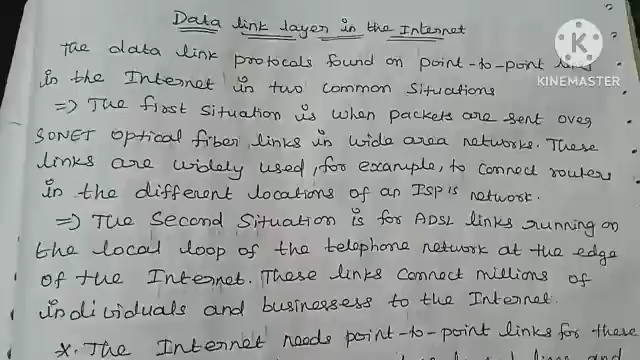 Data link layer in the Internet
The data link protocols found on point-to-point
in the Internet in two common situations
=> The first situation is when packets are sent over
SONET optical fiber links in wide area networks. These
links are widely used, for example, to connect routers
in the different locations of an ISP's network.
=> The Second Situation is for ADSL links running on
the local loop of the telephone network at the edge
of the Internet. These links connect millions of
individuals and businessess to the Internet.
x. The Internet needs point-to-point links for these
and
KINEMASTER